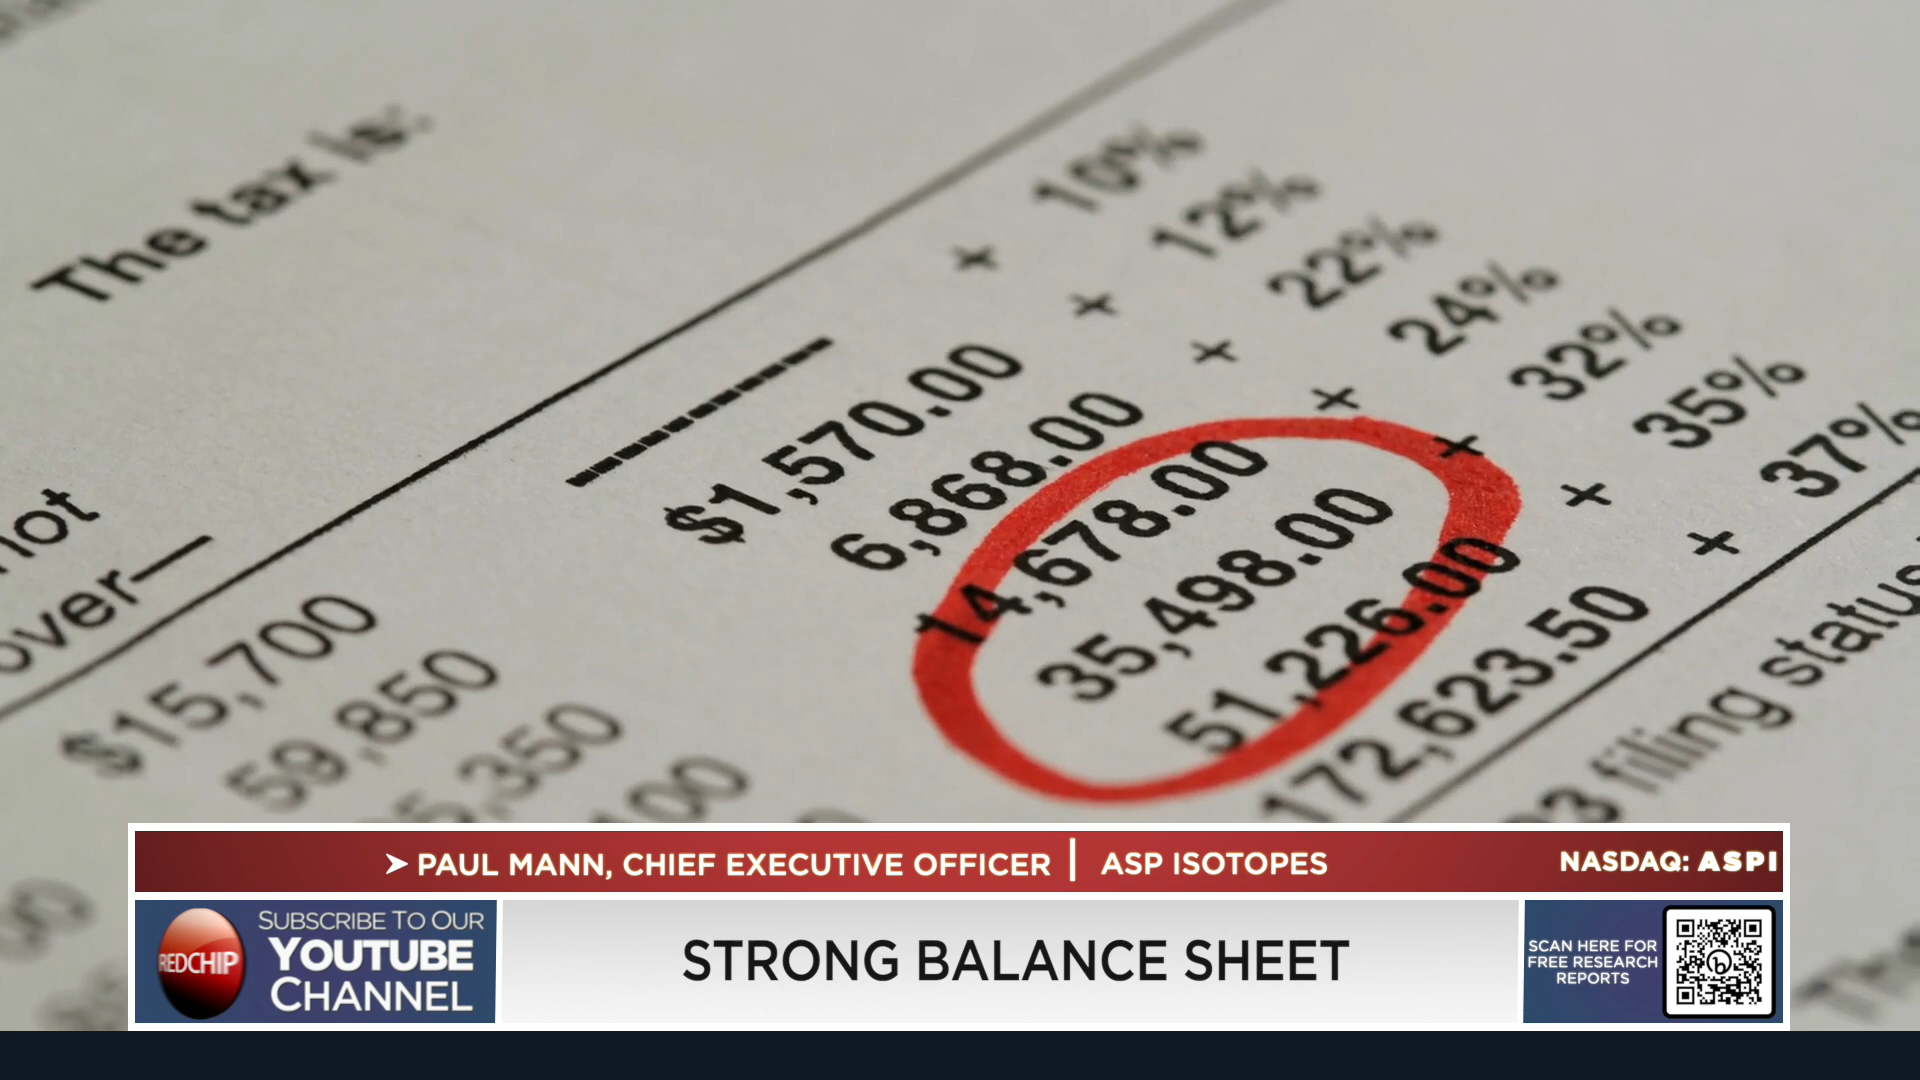 The tax is:
10%
+ 12%
+ 22%
+ 24%
+ 32%
+ 35%
+ 37%
+
$1,570.00
6,868.00
14,678.00
35,498.00
51,226.00
172,623.50
not
over—
$15,700
59,850
5,350
100
filing status
➤ PAUL MANN, CHIEF EXECUTIVE OFFICER | ASP ISOTOPES
NASDAQ: ASPI
REDCHIP
SUBSCRIBE TO OUR
YOUTUBE
CHANNEL
STRONG BALANCE SHEET
SCAN HERE FOR
FREE RESEARCH
REPORTS